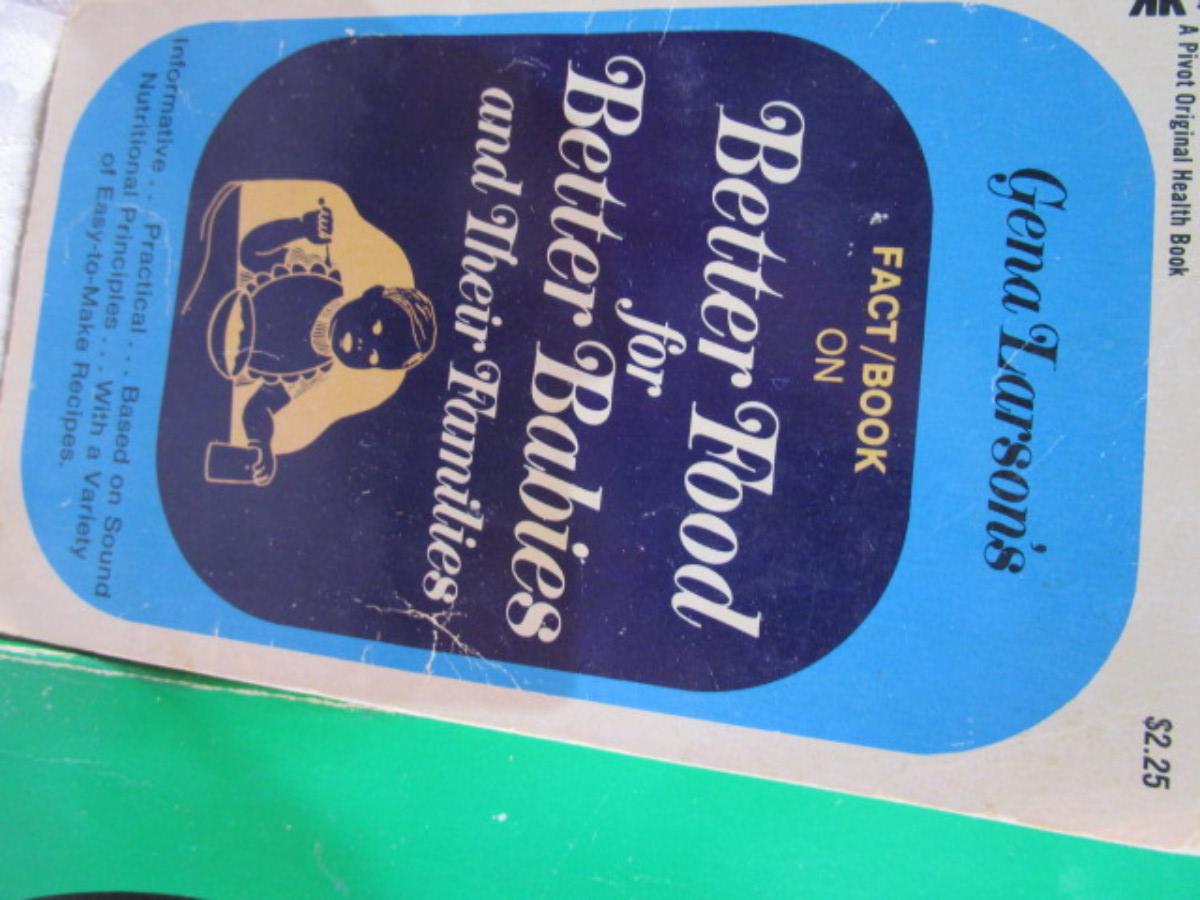 A Pivot Original Health Book
$2.25
Gena Larson's
FACT/BOOK
ON
Better Food
for
Better Babies
and Their Families
Informative . . . Practical . . . Based on Sound
Nutritional Principles . . . With a Variety
of Easy-to-Make Recipes.